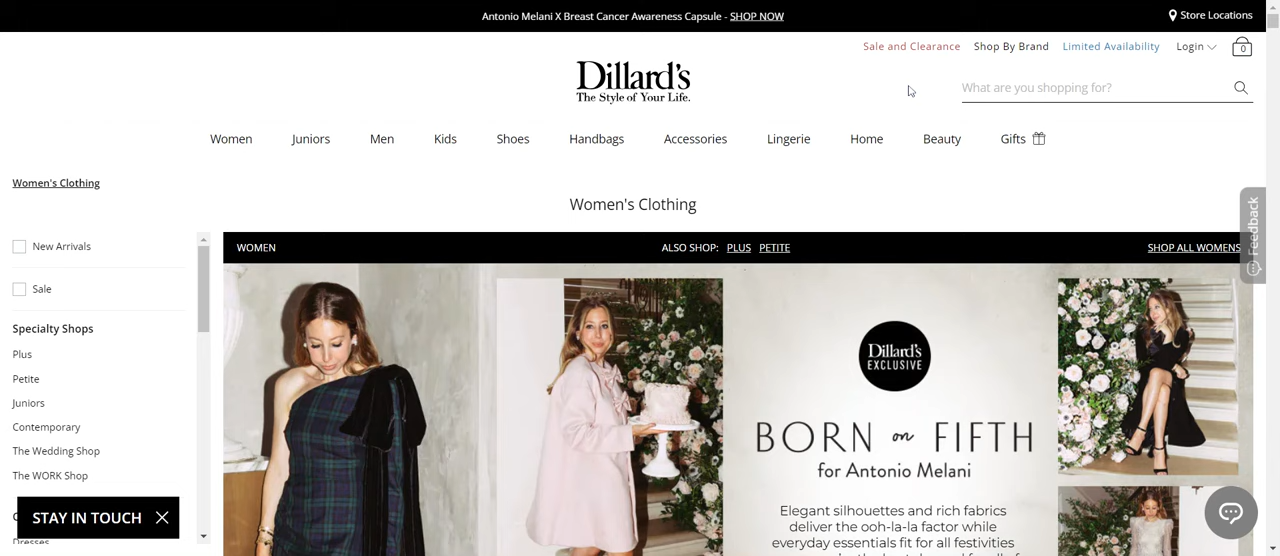 Antonio Melani X Breast Cancer Awareness Capsule - SHOP NOW
Store Locations
Sale and Clearance
Shop By Brand
Limited Availability
Login
0
Dillard's
The Style of Your Life.
What are you shopping for?
Women
Juniors
Men
Kids
Shoes
Handbags
Accessories
Lingerie
Home
Beauty
Gifts
Women's Clothing
Women's Clothing
Feedback
New Arrivals
Sale
Specialty Shops
Plus
Petite
Juniors
Contemporary
The Wedding Shop
The WORK Shop
STAY IN TOUCH
Dresses
WOMEN
ALSO SHOP: PLUS PETITE
SHOP ALL WOMENS
Dillard's
EXCLUSIVE
BORN on FIFTH
for Antonio Melani
Elegant silhouettes and rich fabrics
deliver the ooh-la-la factor while
everyday essentials fit for all festivities